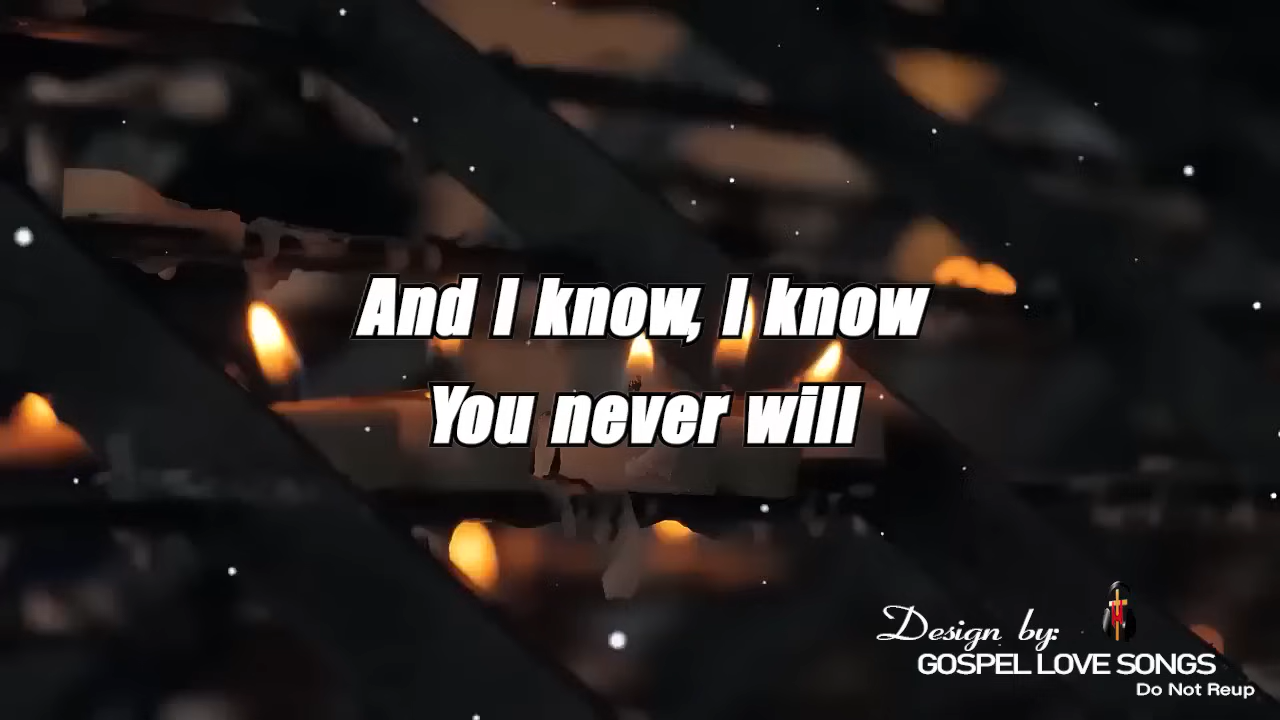 And I know, I know
You never will
Design by:
GOSPEL LOVE SONGS
Do Not Reup